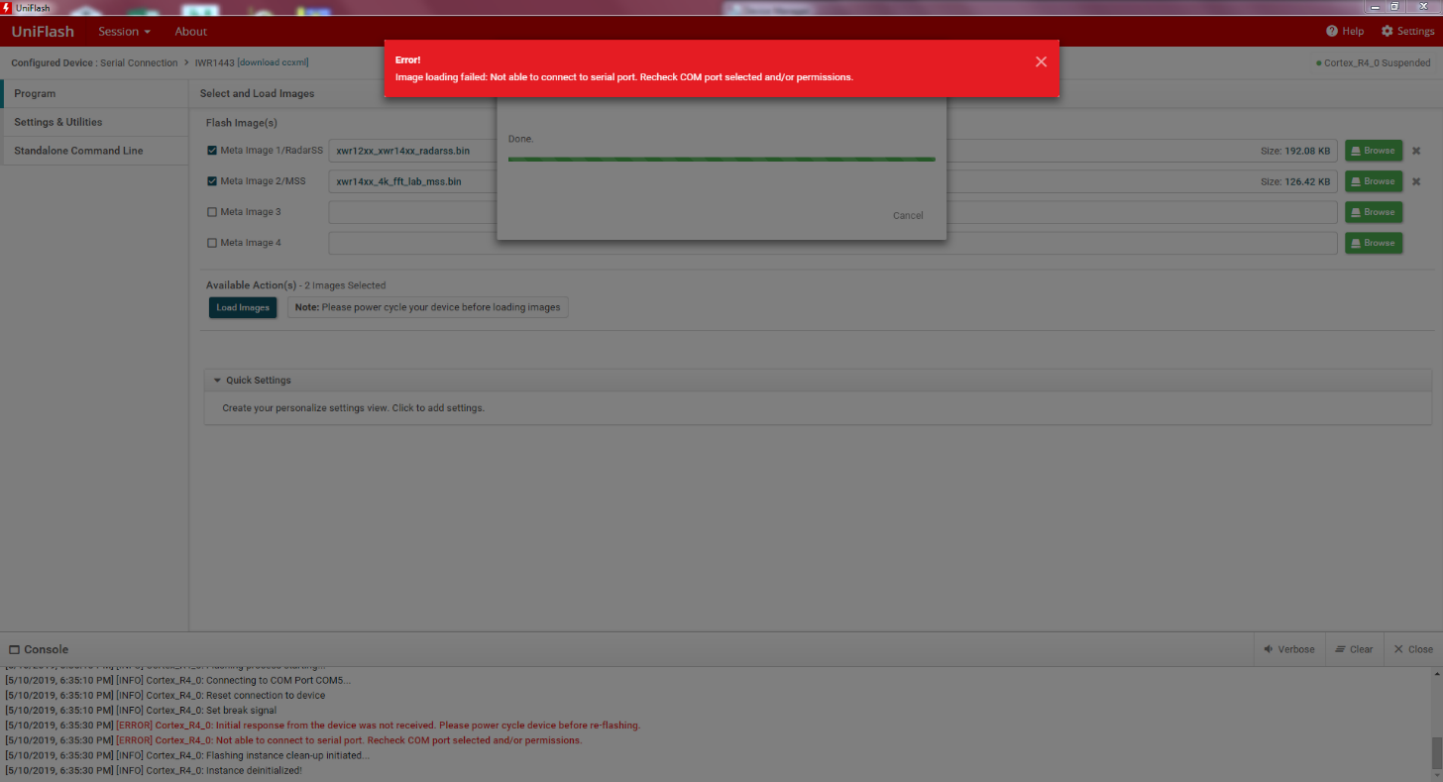 UniFlash
UniFlash Session About Help Settings
Configured Device : Serial Connection > IWR1443 [download ccxml] Cortex_R4_0 Suspended
Error!
Image loading failed: Not able to connect to serial port. Recheck COM port selected and/or permissions.
Program
Settings & Utilities
Standalone Command Line
Select and Load Images
Flash Image(s)
Meta Image 1/RadarSS xwr12xx_xwr14xx_radarss.bin Size: 192.08 KB Browse
Meta Image 2/MSS xwr14xx_4k_fft_lab_mss.bin Size: 126.42 KB Browse
Meta Image 3 Browse
Meta Image 4 Browse
Done.
Cancel
Available Action(s) - 2 Images Selected
Load Images Note: Please power cycle your device before loading images
Quick Settings
Create your personalize settings view. Click to add settings.
Console Verbose Clear Close
[5/10/2019, 6:35:10 PM] [INFO] Cortex_R4_0: Connecting to COM Port COM5...
[5/10/2019, 6:35:10 PM] [INFO] Cortex_R4_0: Reset connection to device
[5/10/2019, 6:35:10 PM] [INFO] Cortex_R4_0: Set break signal
[5/10/2019, 6:35:30 PM] [ERROR] Cortex_R4_0: Initial response from the device was not received. Please power cycle device before re-flashing.
[5/10/2019, 6:35:30 PM] [ERROR] Cortex_R4_0: Not able to connect to serial port. Recheck COM port selected and/or permissions.
[5/10/2019, 6:35:30 PM] [INFO] Cortex_R4_0: Flashing instance clean-up initiated...
[5/10/2019, 6:35:30 PM] [INFO] Cortex_R4_0: Instance deinitialized!